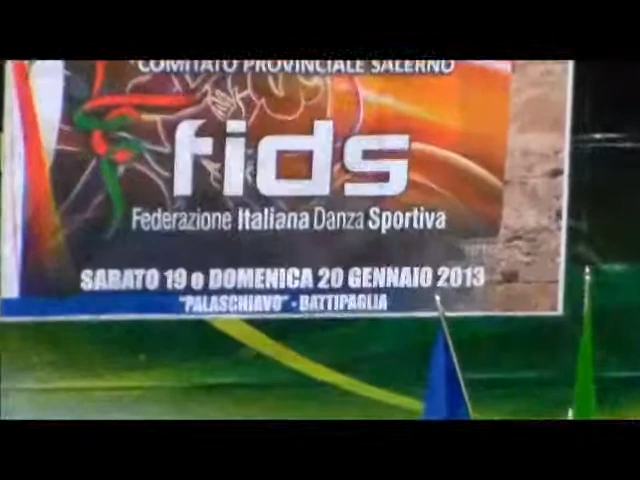 COMITATO PROVINCIALE SALERNO
fids
Federazione Italiana Danza Sportiva
SABATO 19 e DOMENICA 20 GENNAIO 2013
"PALASCHIAVO" - BATTIPAGLIA